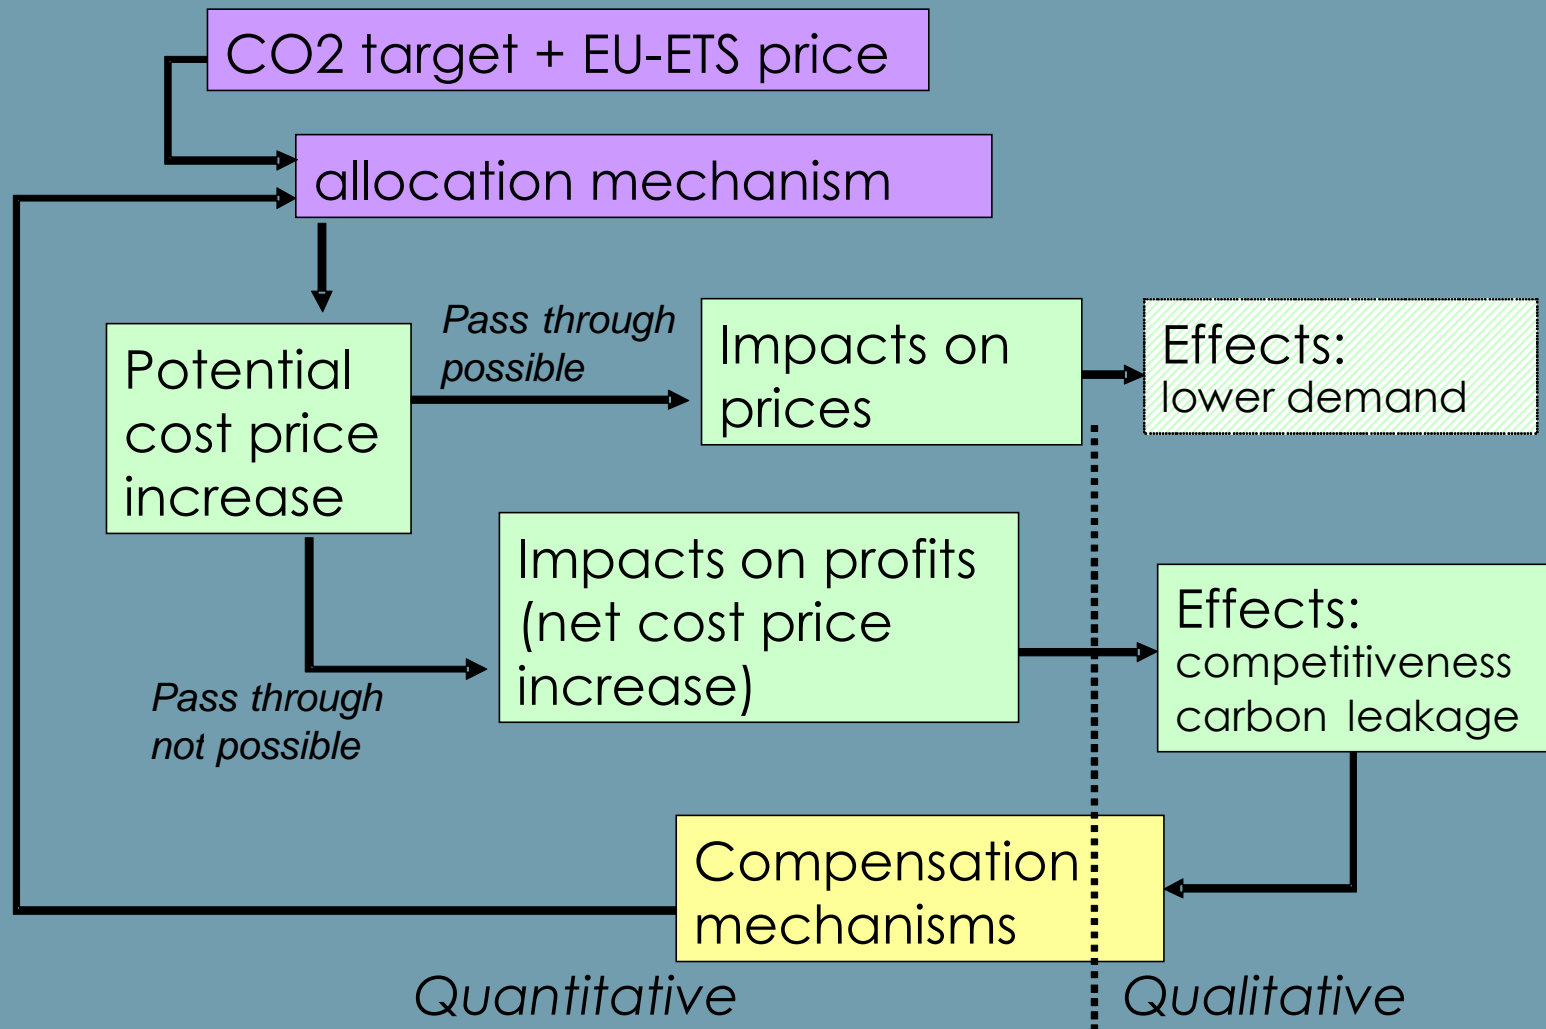 CO2 target + EU-ETS price
allocation mechanism
Pass through
possible
Potential
cost price
increase
Impacts on
prices
Effects:
lower demand
Impacts on profits
(net cost price
increase)
Effects:
competitiveness
carbon leakage
Pass through
not possible
Compensation
mechanisms
Quantitative
Qualitative